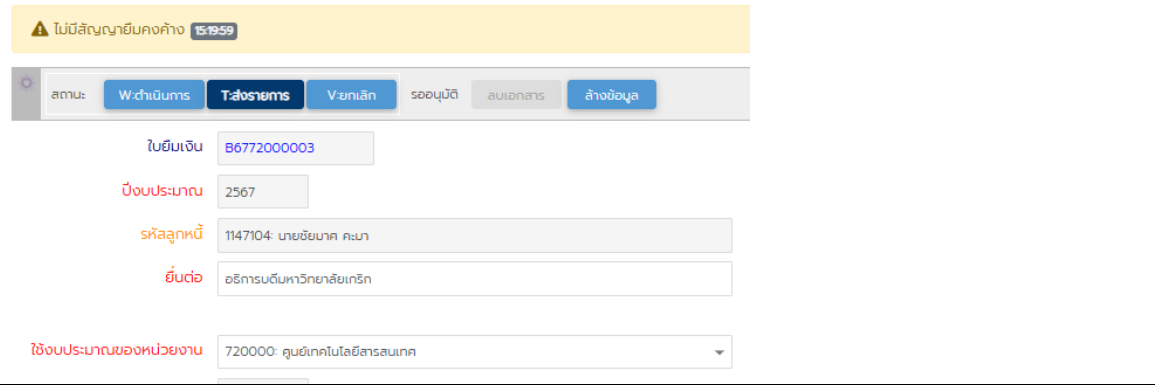 ไม่มีสัญญายืมคงค้าง 15:19:59
สถานะ W:ดำเนินการ T:ส่งรายการ V:ยกเลิก รออนุมัติ ลบเอกสาร ล้างข้อมูล
ใบยืมเงิน B6772000003
ปีงบประมาณ 2567
รหัสลูกหนี้ 1147104: นายชัยมาศ คะมา
ยื่นต่อ อธิการบดีมหาวิทยาลัยเกริก
ใช้งบประมาณของหน่วยงาน 720000: ศูนย์เทคโนโลยีสารสนเทศ